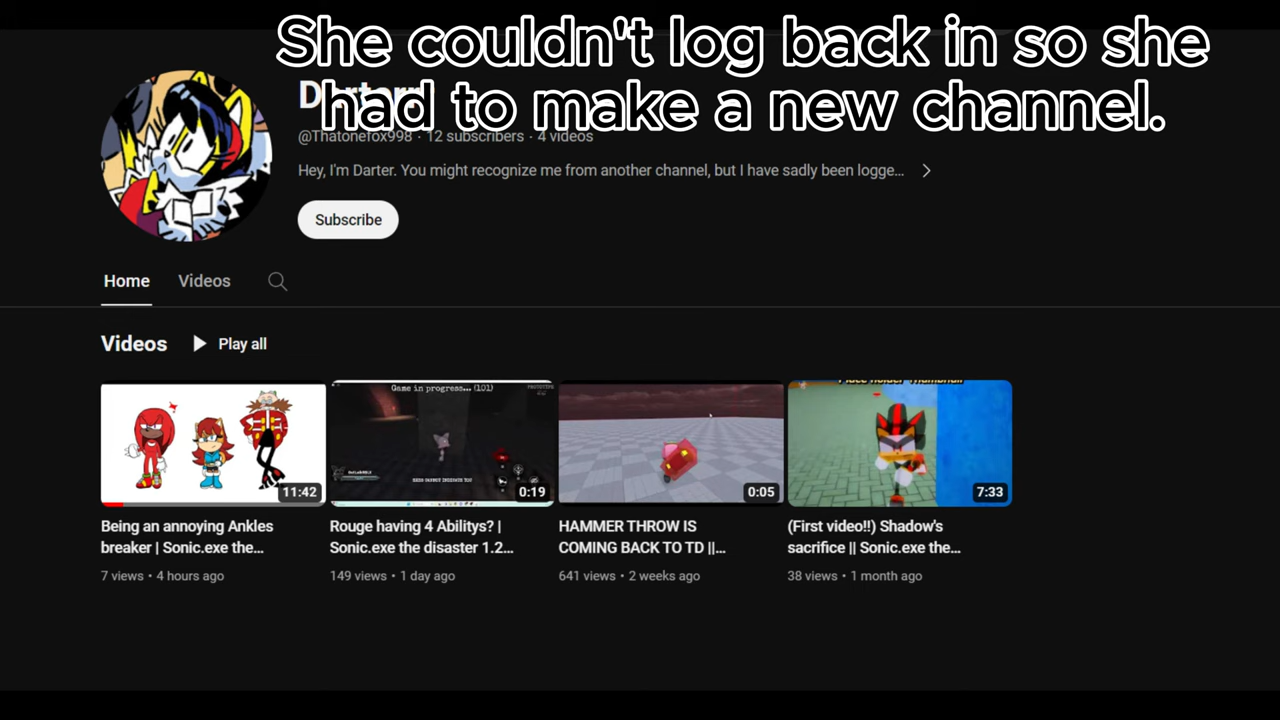 She couldn't log back in so she
had to make a new channel.
@Thatonefox998 · 12 subscribers · 4 videos
Hey, I'm Darter. You might recognize me from another channel, but I have sadly been logge...
Subscribe
Home Videos
Videos Play all
Game in progress... (101)
11:42
0:19
0:05
7:33
Being an annoying Ankles
breaker | Sonic.exe the...
7 views • 4 hours ago
Rouge having 4 Abilitys? |
Sonic.exe the disaster 1.2...
149 views • 1 day ago
HAMMER THROW IS
COMING BACK TO TD ||...
641 views • 2 weeks ago
(First video!!) Shadow's
sacrifice || Sonic.exe the...
38 views • 1 month ago